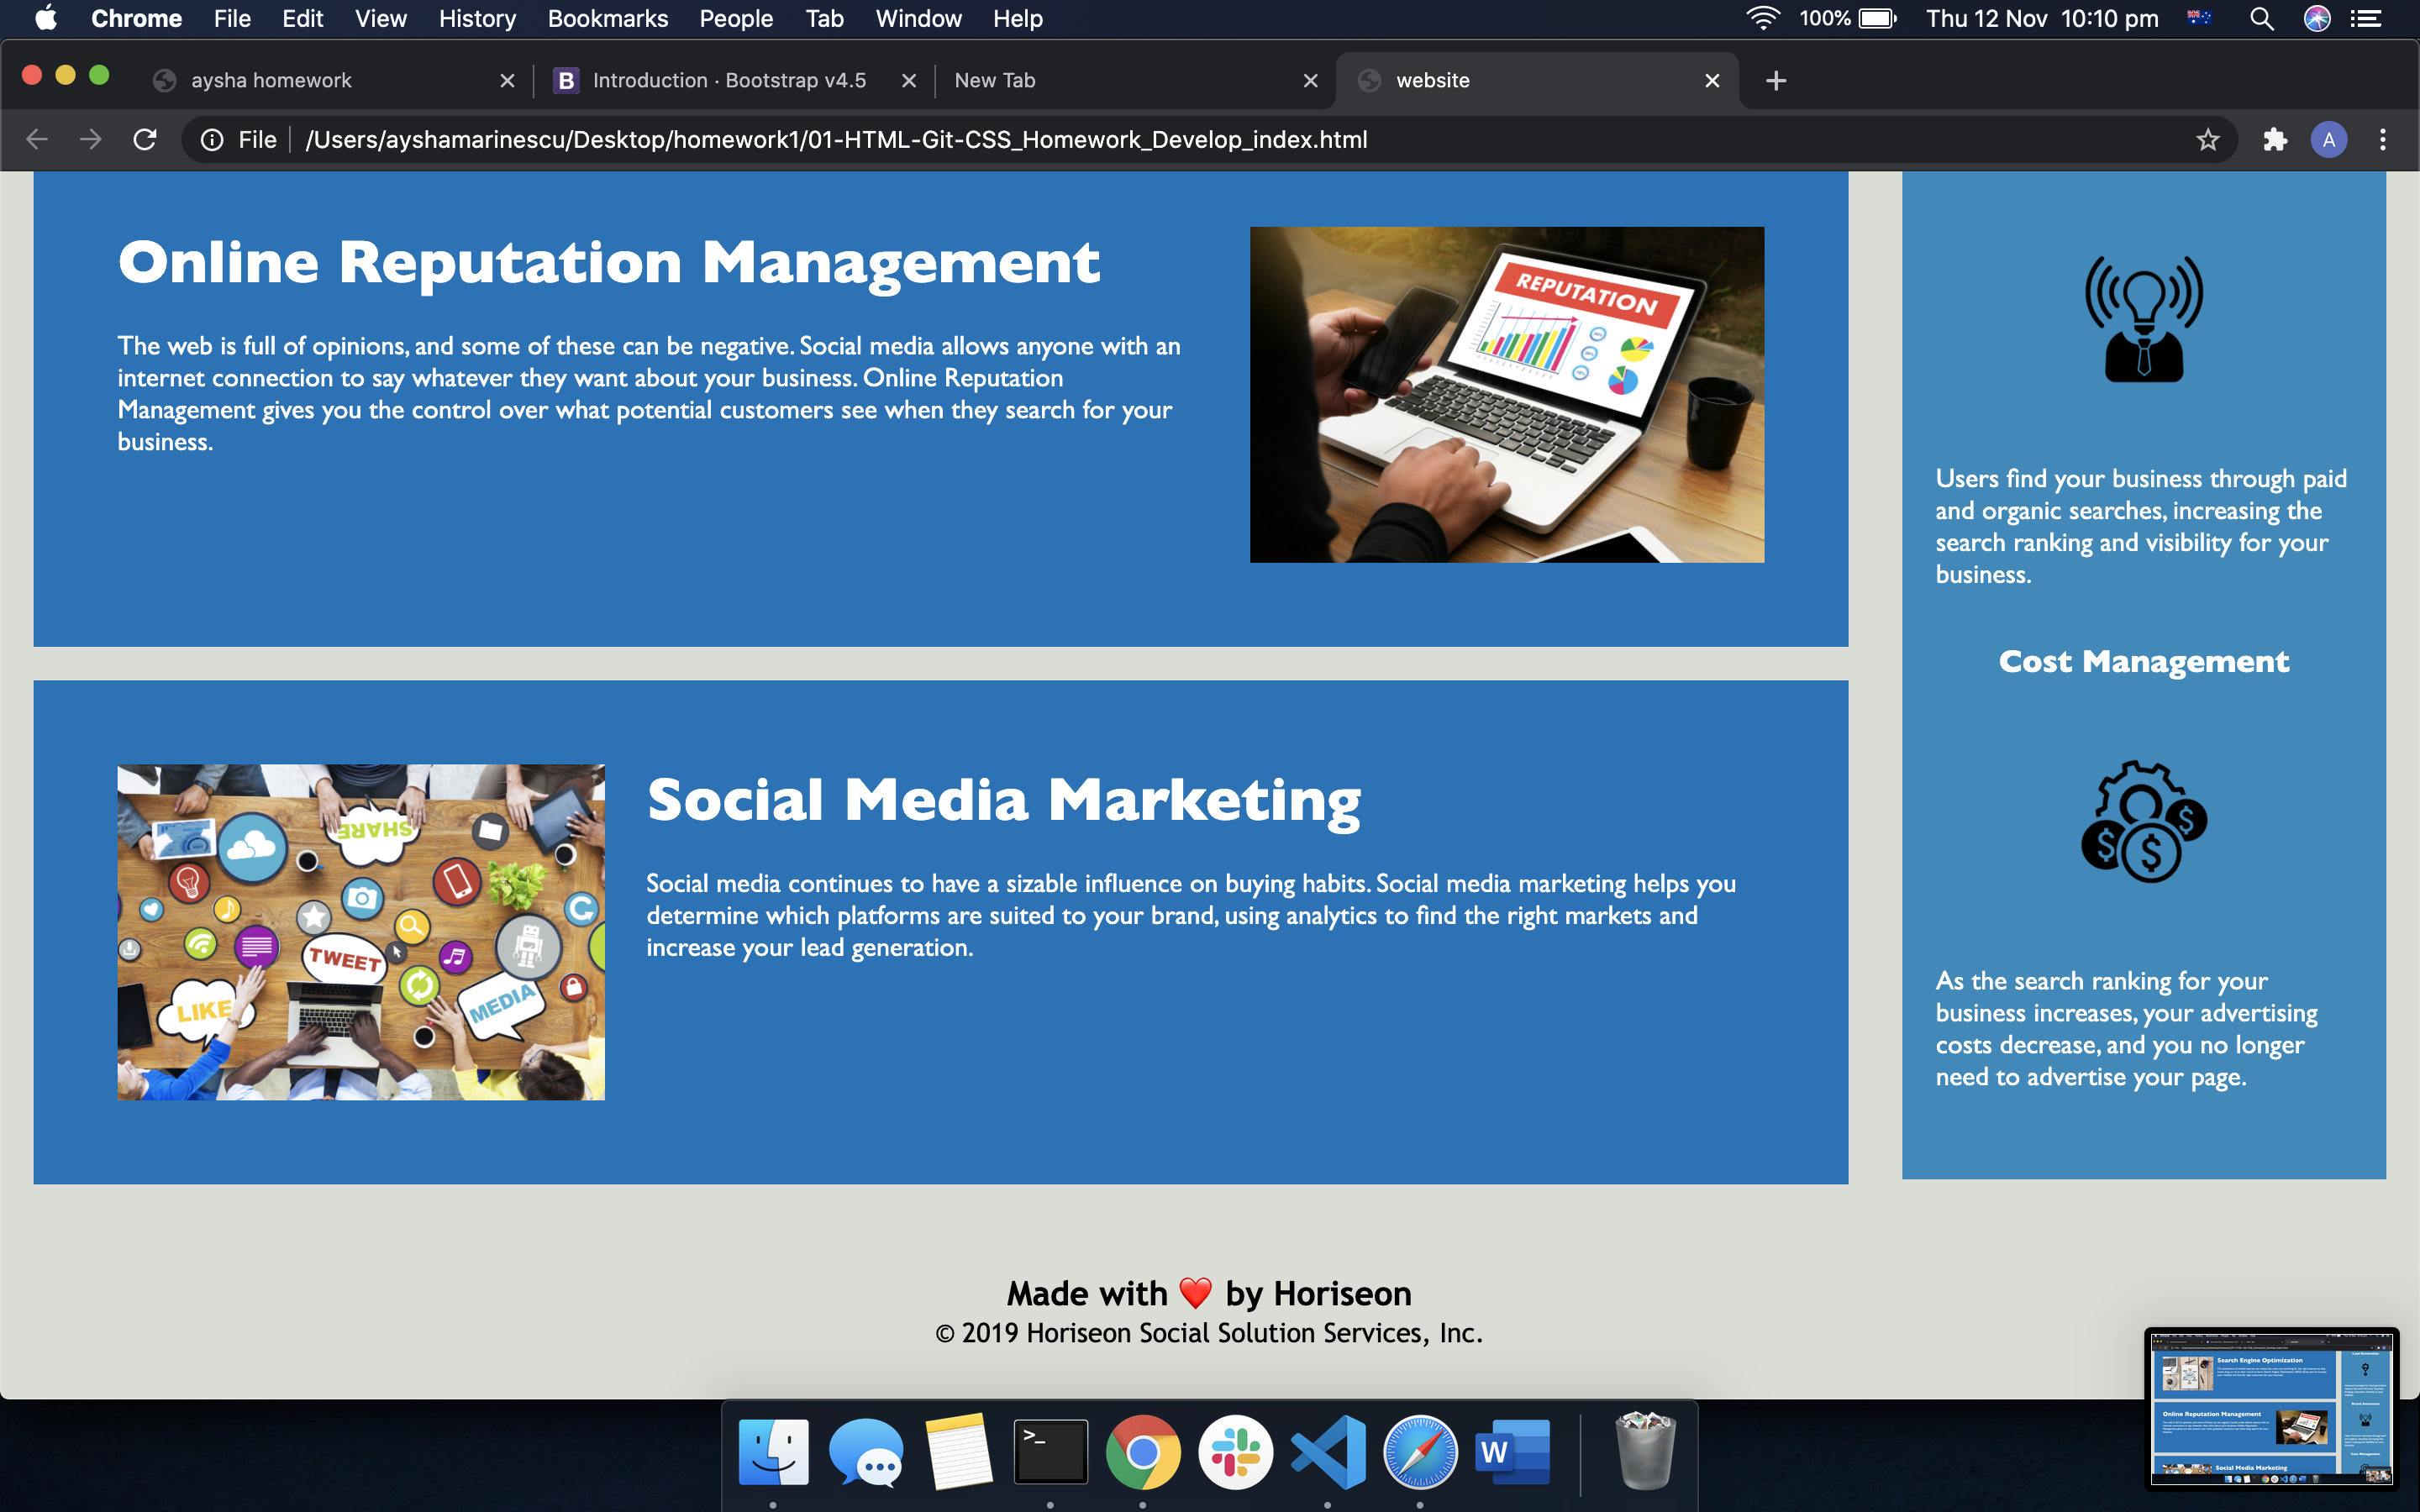 Chrome File Edit View History Bookmarks People Tab Window Help
100% Thu 12 Nov 10:10 pm
aysha homework
B Introduction · Bootstrap v4.5
New Tab
website
File /Users/ayshamarinescu/Desktop/homework1/01-HTML-Git-CSS_Homework_Develop_index.html
A
Online Reputation Management
The web is full of opinions, and some of these can be negative. Social media allows anyone with an
internet connection to say whatever they want about your business. Online Reputation
Management gives you the control over what potential customers see when they search for your
business.
REPUTATION
Users find your business through paid
and organic searches, increasing the
search ranking and visibility for your
business.
Cost Management
$ $ $
As the search ranking for your
business increases, your advertising
costs decrease, and you no longer
need to advertise your page.
SHARE
TWEET
LIKE
MEDIA
Social Media Marketing
Social media continues to have a sizable influence on buying habits. Social media marketing helps you
determine which platforms are suited to your brand, using analytics to find the right markets and
increase your lead generation.
Made with ❤️ by Horiseon
© 2019 Horiseon Social Solution Services, Inc.
Search Engine Optimization
Online Reputation Management
Social Media Marketing
>_
W